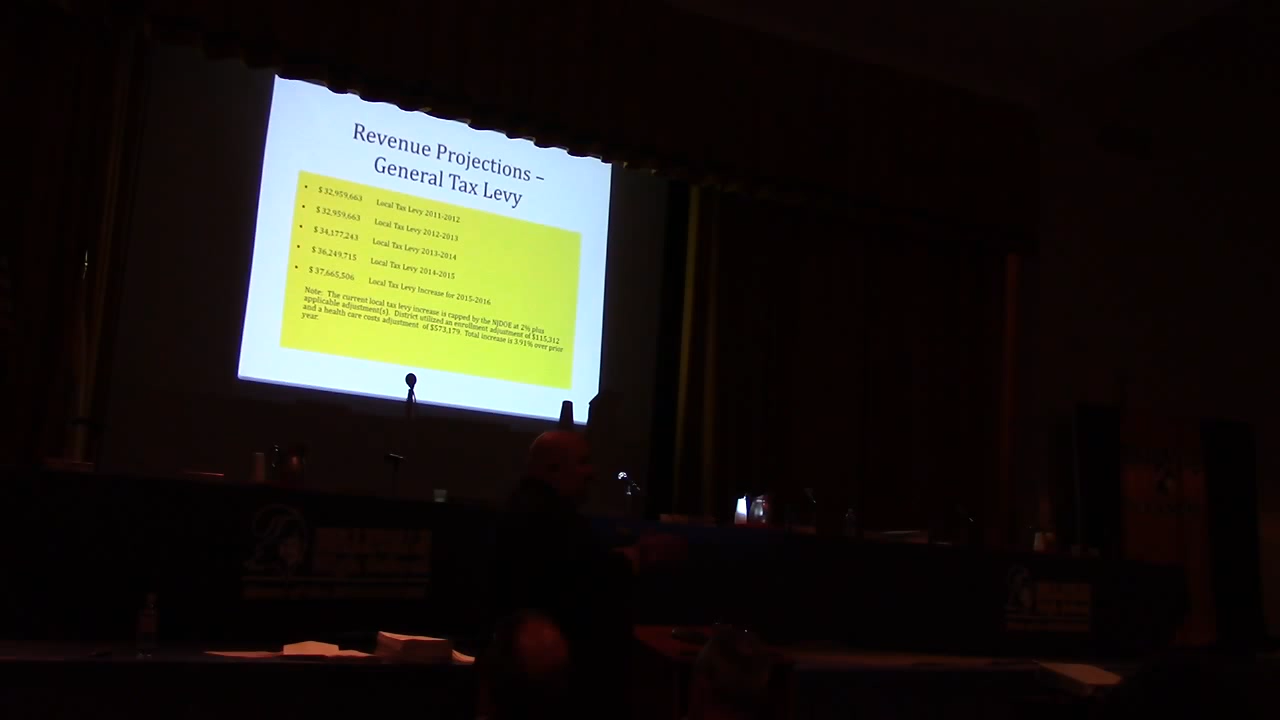 Revenue Projections –
General Tax Levy
• $ 32,959,663 Local Tax Levy 2011-2012
• $ 32,959,663 Local Tax Levy 2012-2013
• $ 34,177,243 Local Tax Levy 2013-2014
• $ 36,249,715 Local Tax Levy 2014-2015
• $ 37,665,506 Local Tax Levy Increase for 2015-2016
Note: The current local tax levy increase is capped by the NJDOE at 2% plus
applicable adjustment(s). District utilized an enrollment adjustment of $115,312
and a health care costs adjustment of $573,179. Total increase is 3.91% over prior
year.